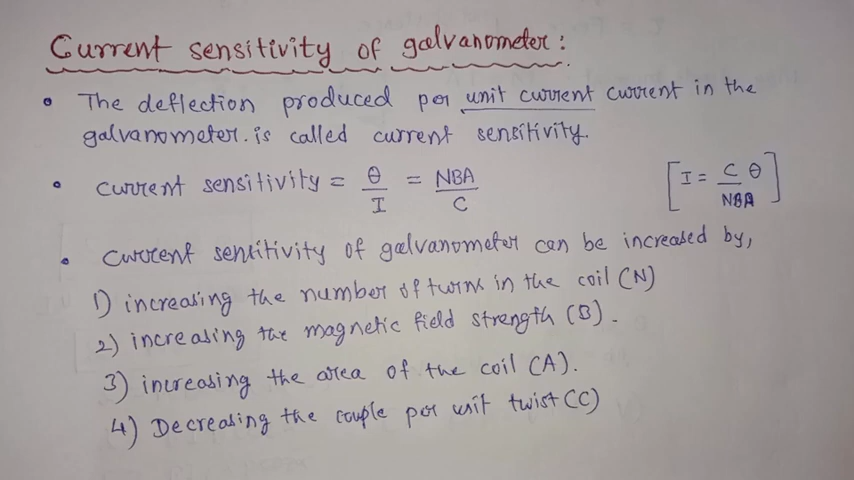 Current sensitivity of galvanometer:
• The deflection produced per unit current current in the
galvanometer. is called current sensitivity.
• current sensitivity = θ/I = NBA/C [I = C/NBA θ]
• current sensitivity of galvanometer can be increased by,
1) increasing the number of turns in the coil (N)
2) increasing the magnetic field strength (B).
3) increasing the area of the coil (A).
4) Decreasing the couple per unit twist (C)